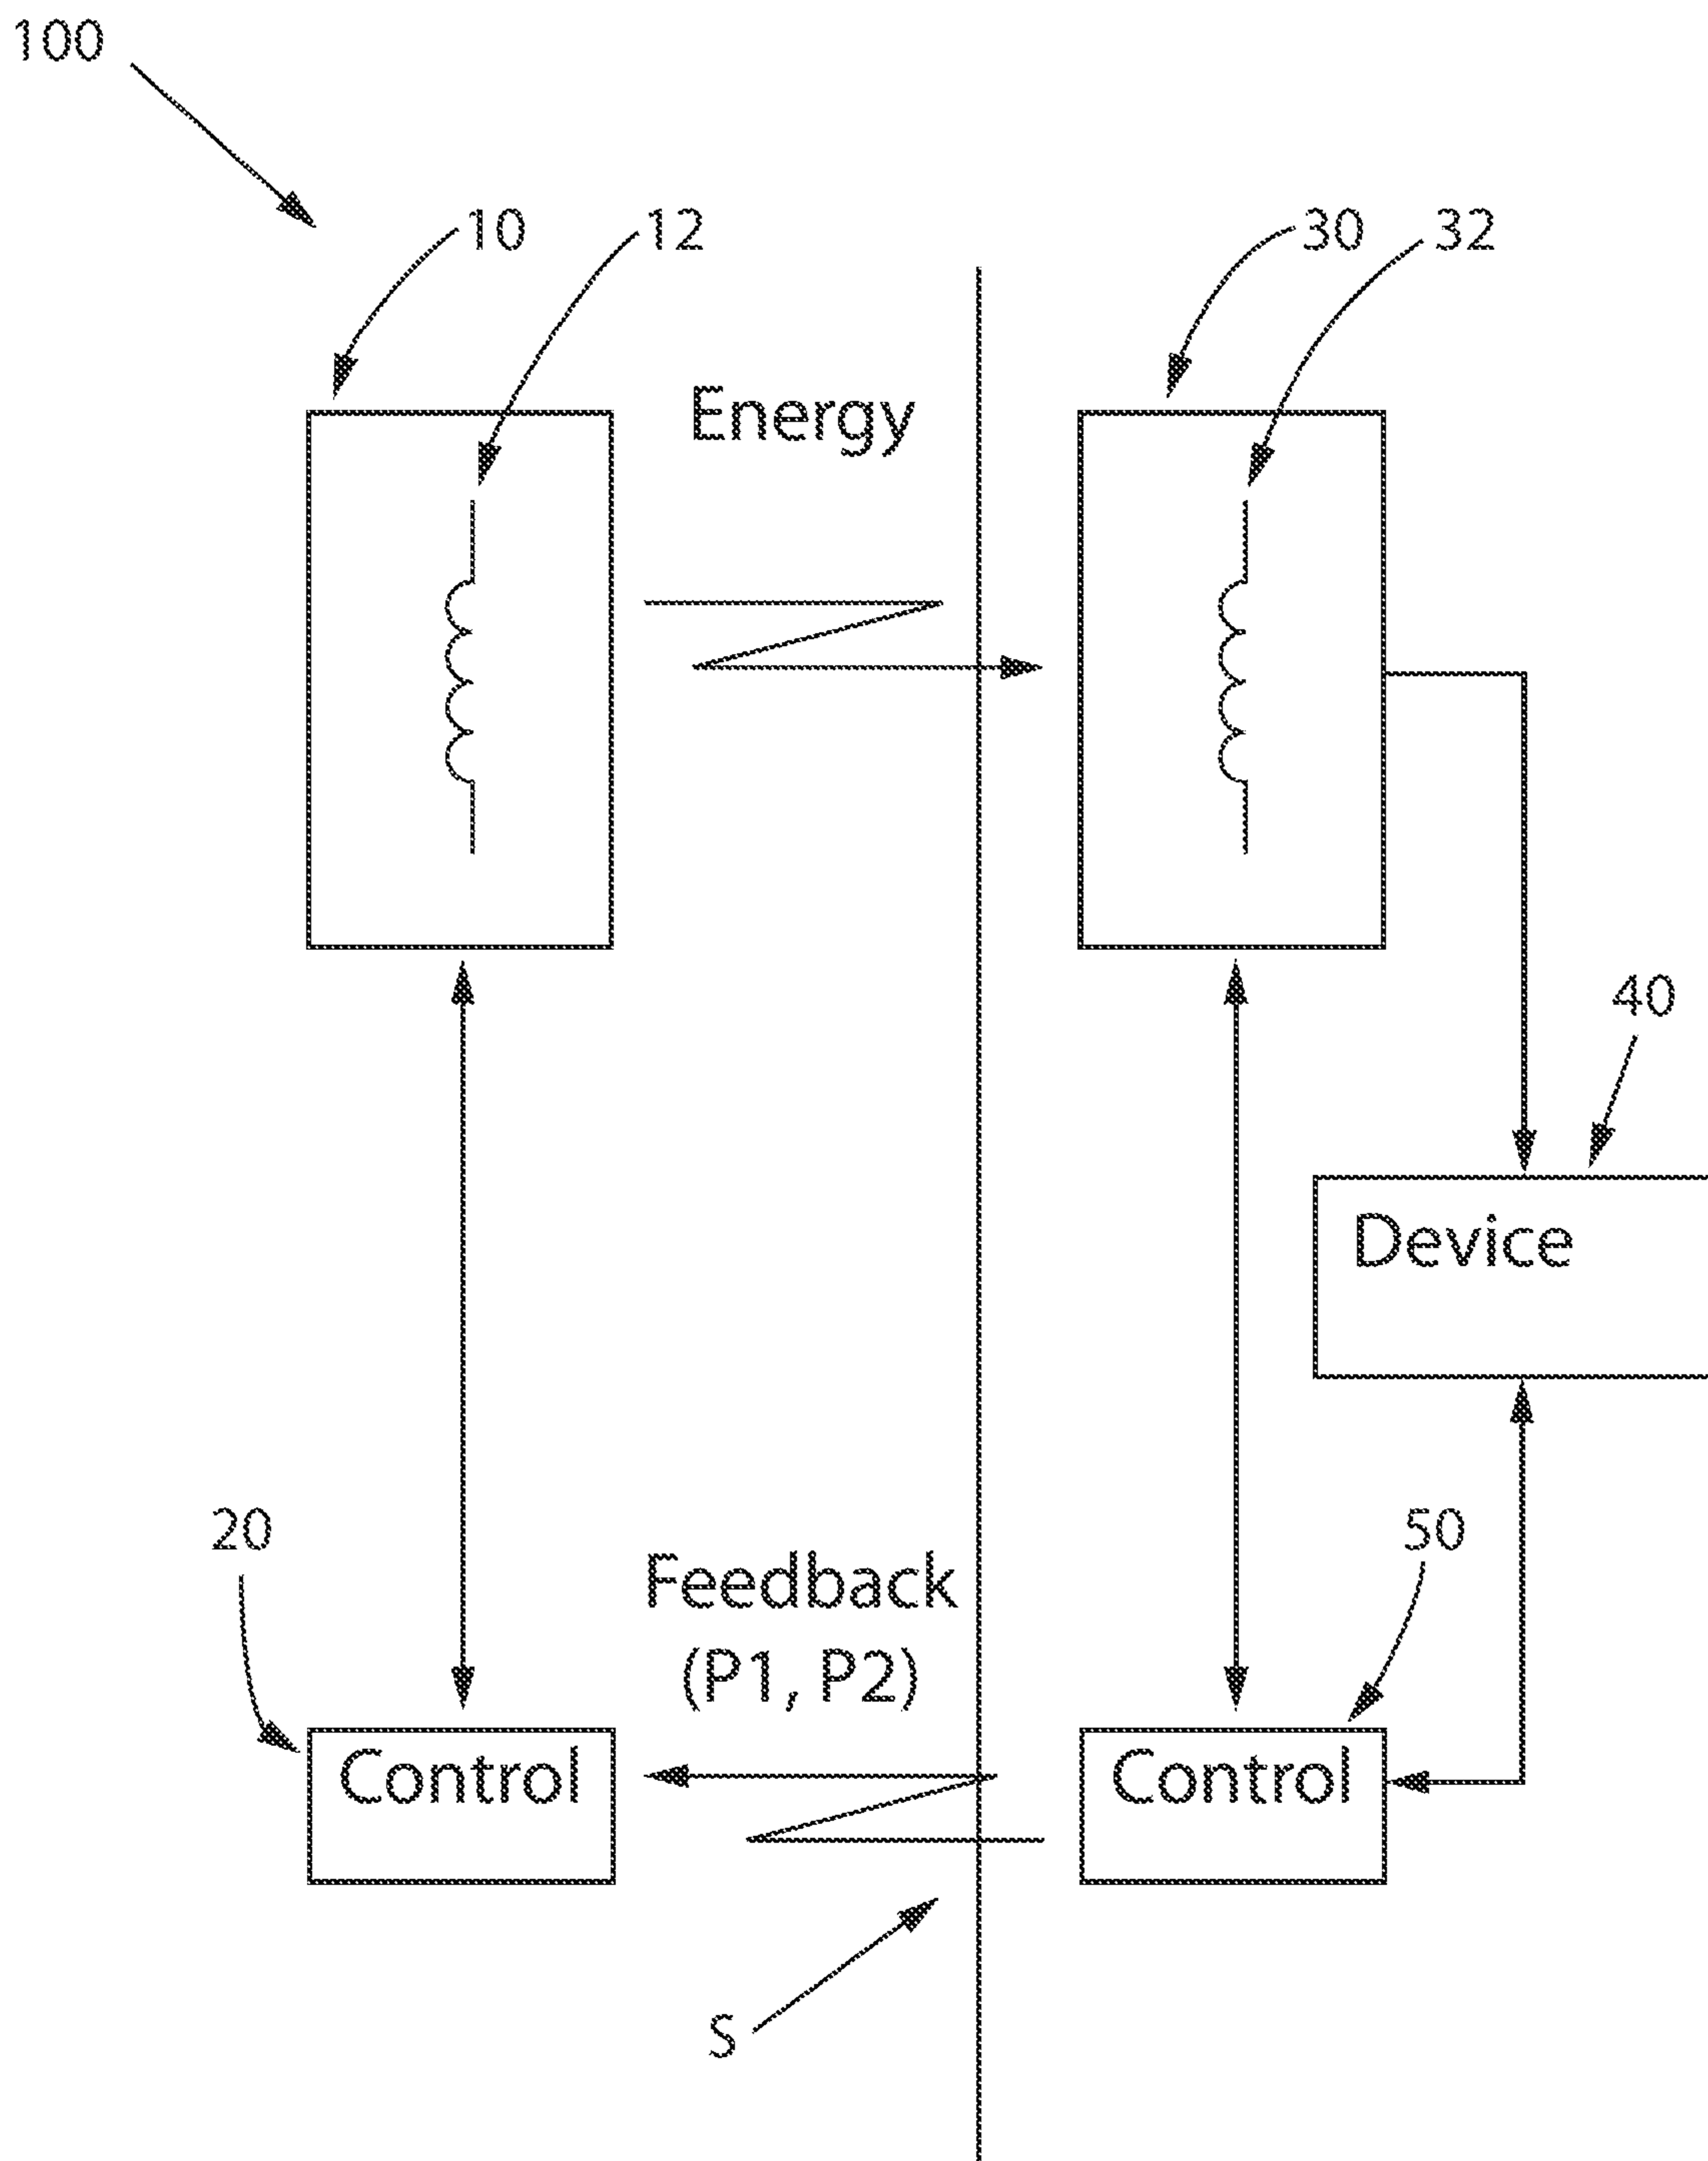 100
10
12
30
32
Energy
40
Device
20
50
Feedback
(P1, P2)
Control
Control
S